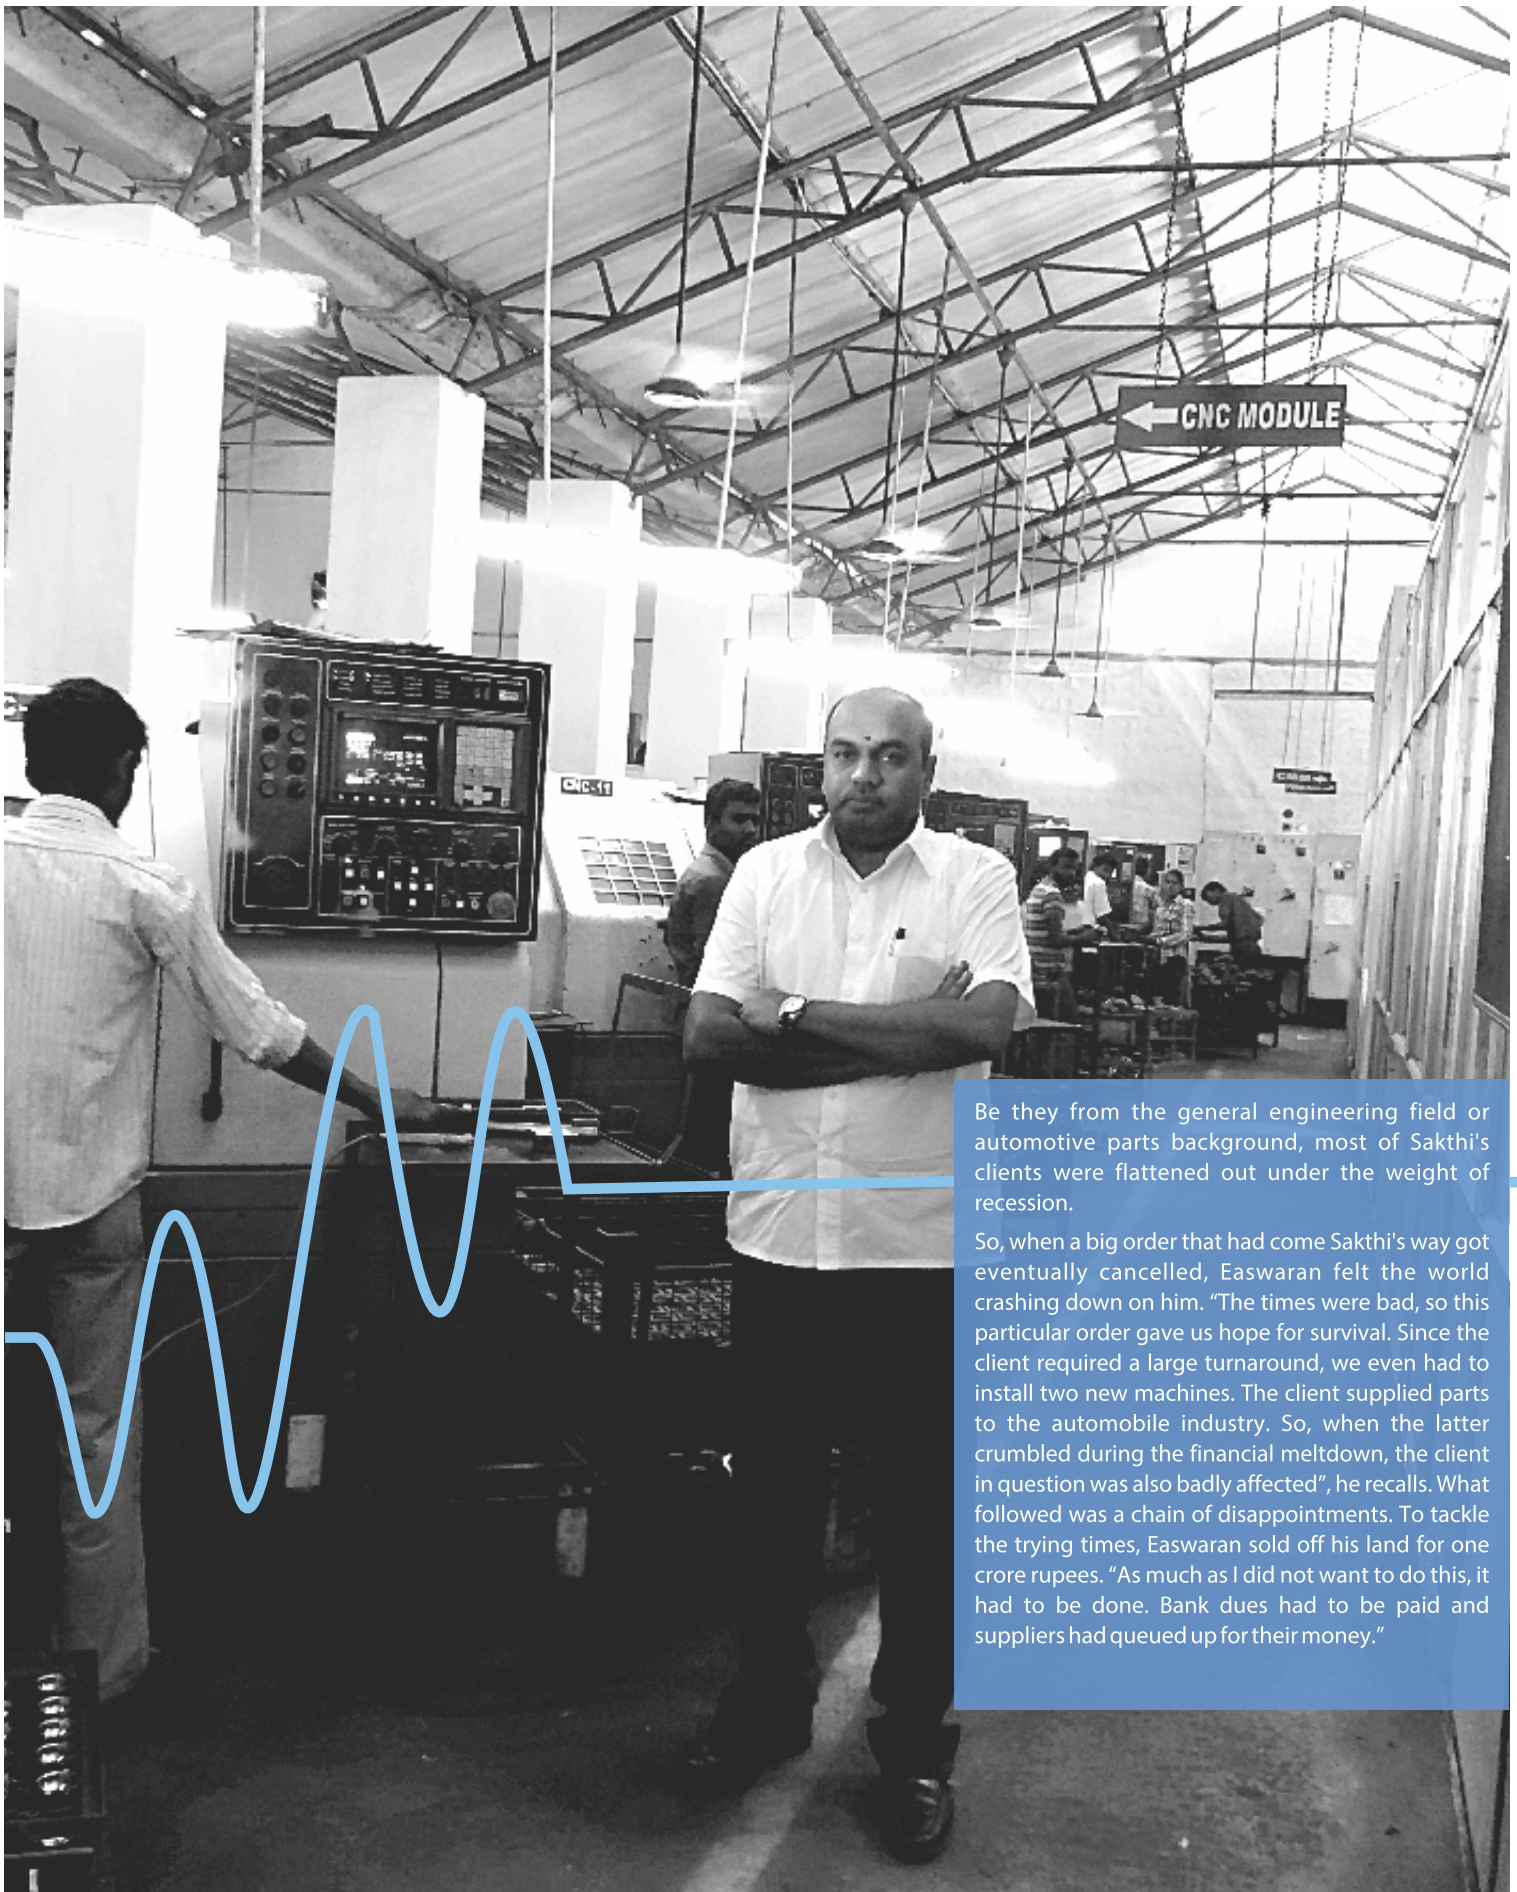 CNC MODULE
CNC-11
Be they from the general engineering field or
automotive parts background, most of Sakthi's
clients were flattened out under the weight of
recession.
So, when a big order that had come Sakthi's way got
eventually cancelled, Easwaran felt the world
crashing down on him. “The times were bad, so this
particular order gave us hope for survival. Since the
client required a large turnaround, we even had to
install two new machines. The client supplied parts
to the automobile industry. So, when the latter
crumbled during the financial meltdown, the client
in question was also badly affected”, he recalls. What
followed was a chain of disappointments. To tackle
the trying times, Easwaran sold off his land for one
crore rupees. “As much as I did not want to do this, it
had to be done. Bank dues had to be paid and
suppliers had queued up for their money.”